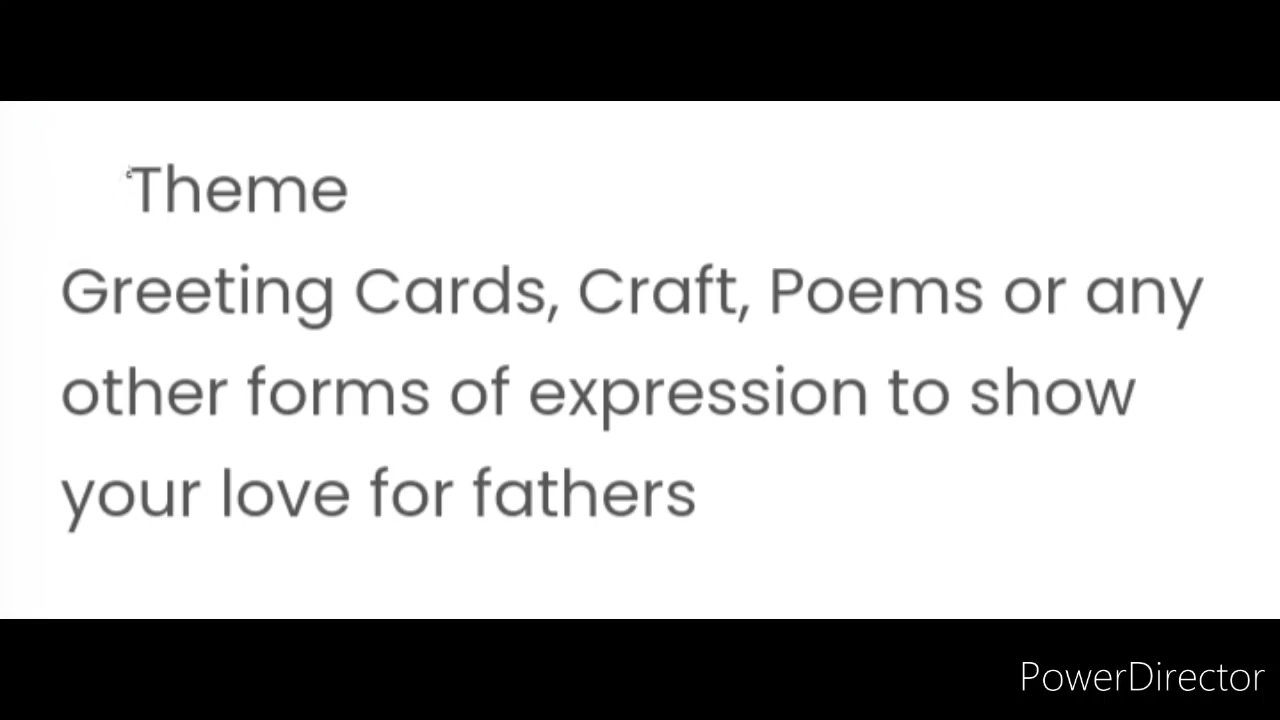 Theme
Greeting Cards, Craft, Poems or any
other forms of expression to show
your love for fathers
PowerDirector